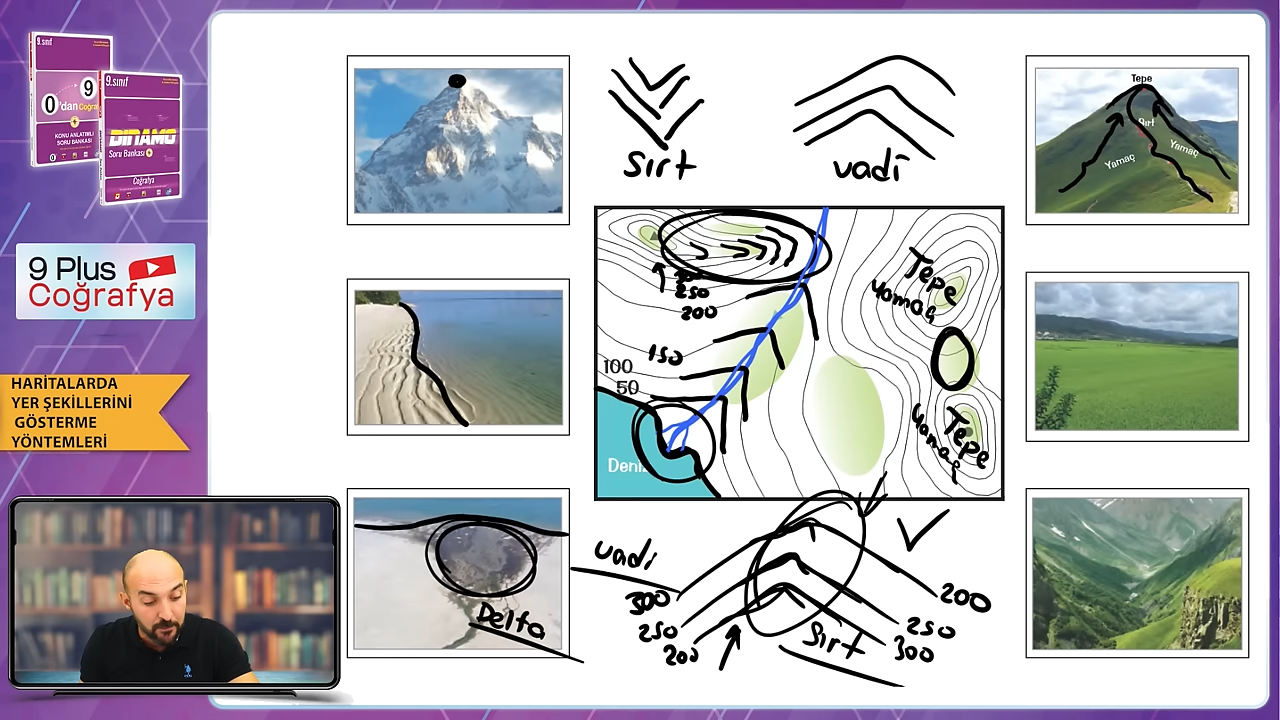 9.sınıf
0'dan 9
Coğrafya
KONU ANLATIMLI
SORU BANKASI
9.sınıf
DİNAMO
Soru Bankası
Coğrafya
9 Plus
Coğrafya
HARİTALARDA
YER ŞEKİLLERİNİ
GÖSTERME
YÖNTEMLERİ
sırt
vadi
Tepe
Sırt
Yamaç
Yamaç
250
200
150
100
50
Deniz
Tepe
yamaç
Tepe
yamaç
Delta
vadi
300
250
200
200
250
300
Sırt